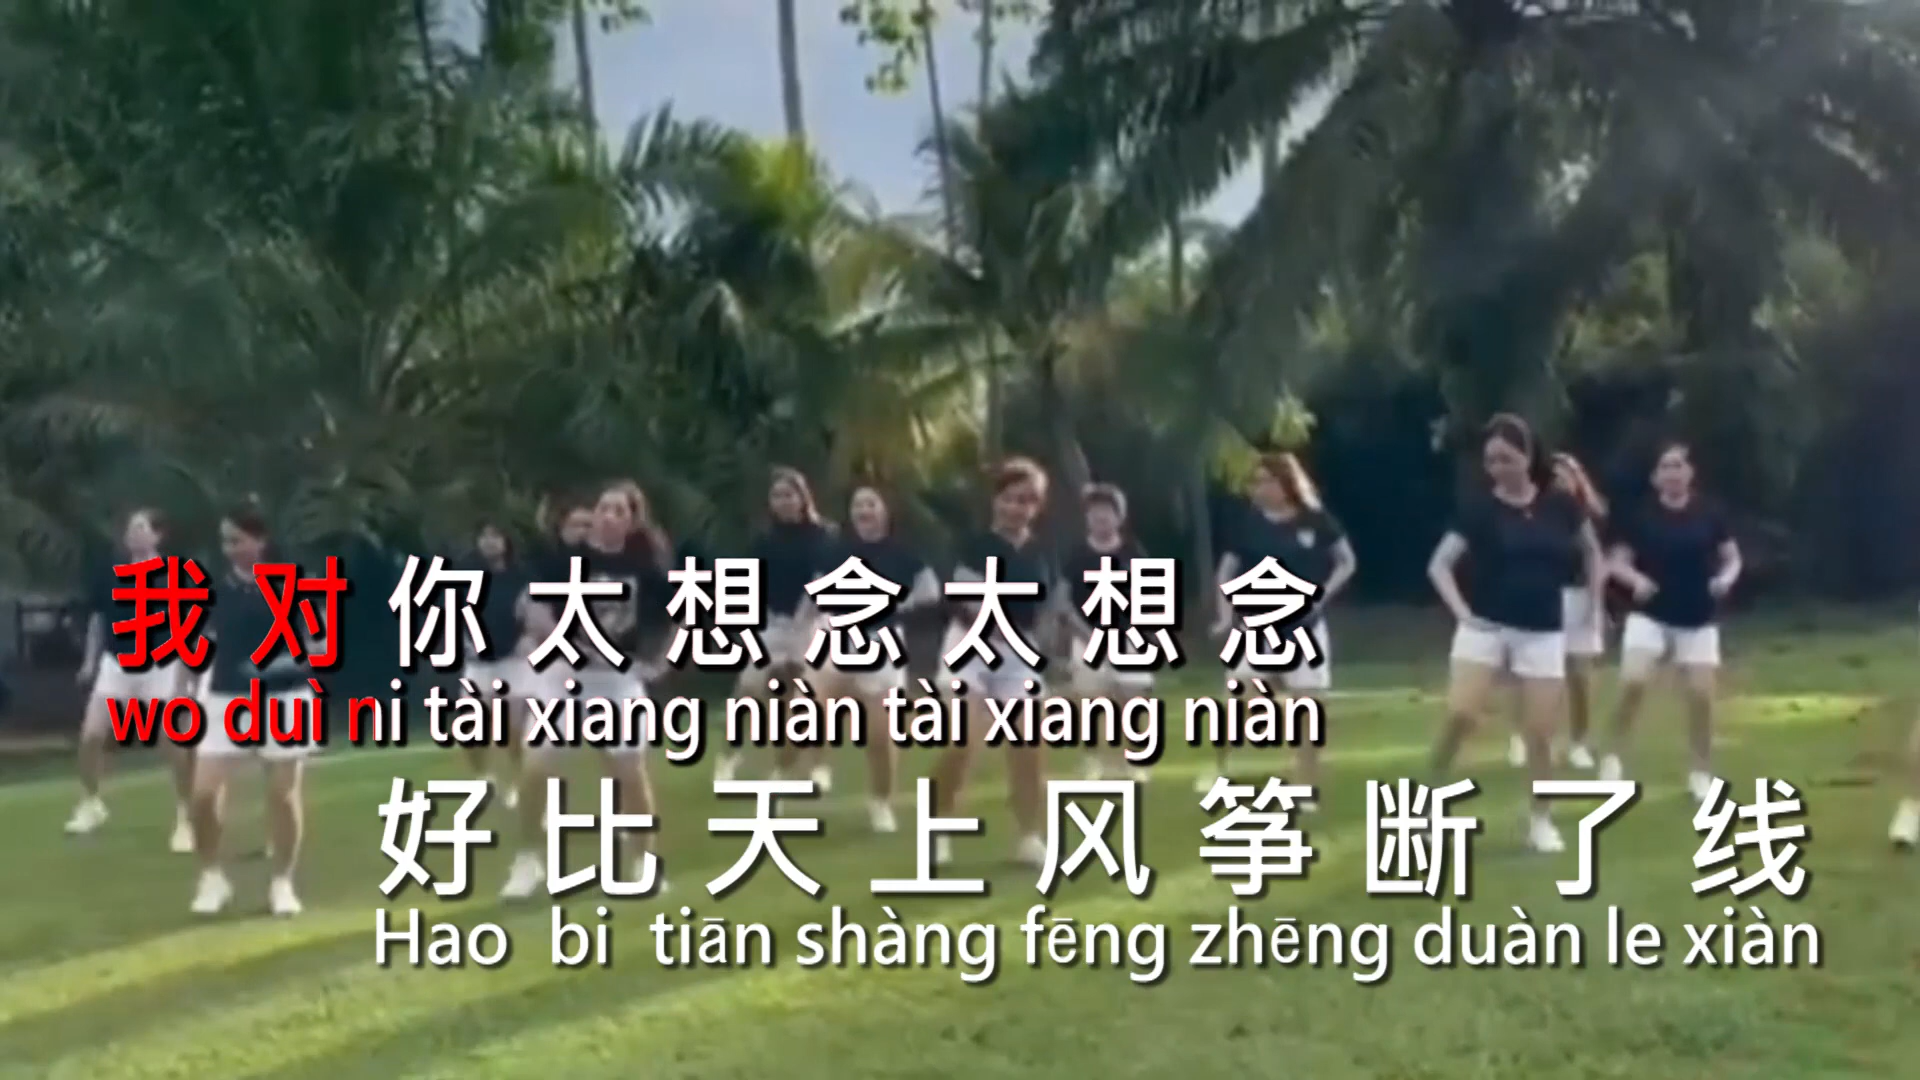 我对你太想念太想念
wo duì ni tài xiang niàn tài xiang niàn
好比天上风筝断了线
Hao bi tiān shàng fēng zhēng duàn le xiàn